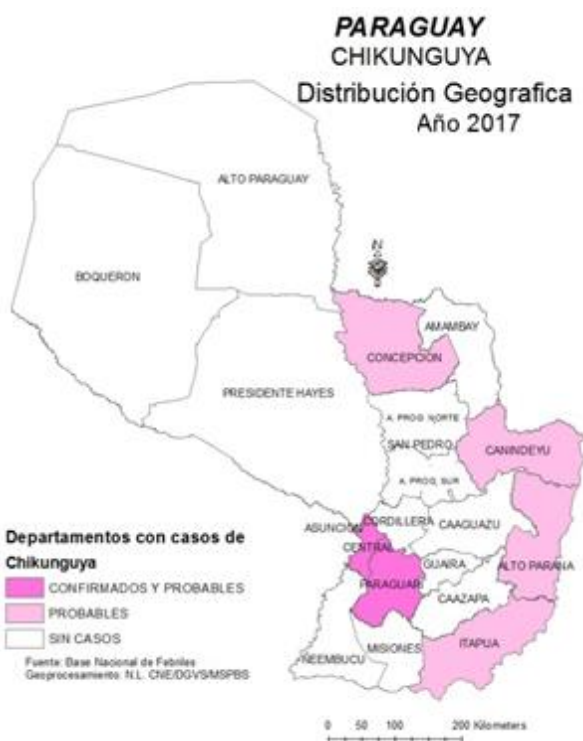 PARAGUAY
CHIKUNGUYA
Distribución Geografica
Año 2017
ALTO PARAGUAY
N
BOQUERON
AMAMBAY
CONCEPCION
PRESIDENTE HAYES
A. PROG. NORTE
SAN PEDRO
CANINDEYU
A. PROG. SUR
ASUNCION
CORDILLERA
CAAGUAZU
CENTRAL
GUAIRA
ALTO PARANA
PARAGUARI
CAAZAPA
ITAPUA
MISIONES
ÑEEMBUCU
Departamentos con casos de
Chikunguya
CONFIRMADOS Y PROBABLES
PROBABLES
SIN CASOS
Fuente: Base Nacional de Febriles
Geoprocesamiento: N.L. CNE/DGVS/MSPBS
0 50 100 200 Kilometers